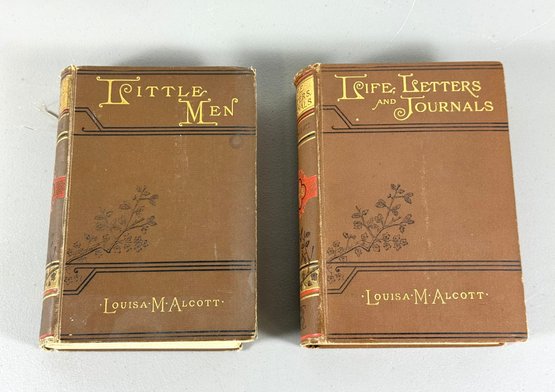 Little
Men
·Louisa·M·Alcott·
Life, Letters
and Journals
·Louisa·M·Alcott·